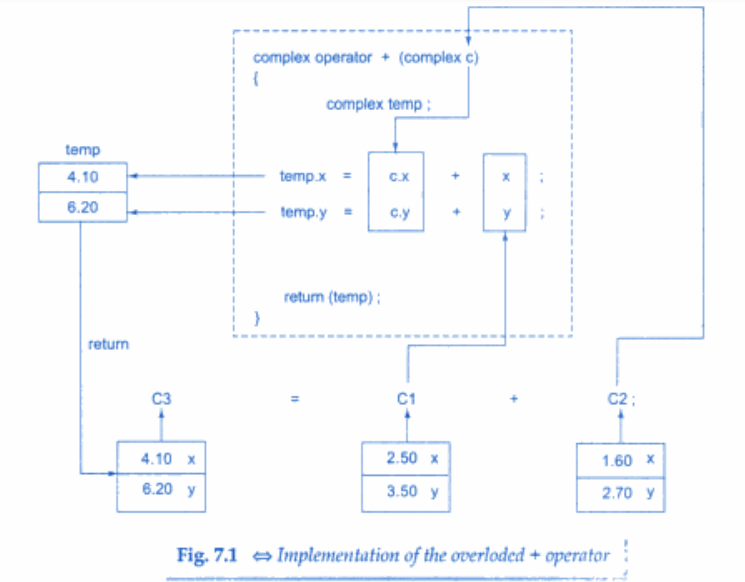 complex operator + (complex c)
{
complex temp ;
temp
4.10
temp.x = c.x + x ;
6.20
temp.y = c.y + y ;
return (temp) ;
}
return
C3 = C1 + C2 ;
4.10 x
2.50 x
1.60 x
6.20 y
3.50 y
2.70 y
Fig. 7.1 ⇔ Implementation of the overloded + operator